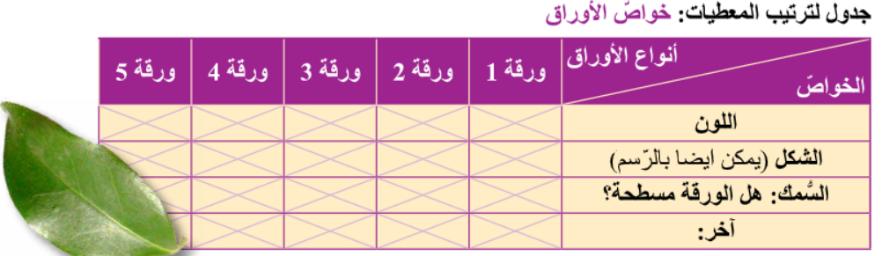 جدول لترتيب المعطيات: خواصّ الأوراق
أنواع الأوراق
الخواصّ
ورقة 1 ورقة 2 ورقة 3 ورقة 4 ورقة 5
اللون
الشكل (يمكن ايضا بالرّسم)
السُّمك: هل الورقة مسطحة؟
آخر: